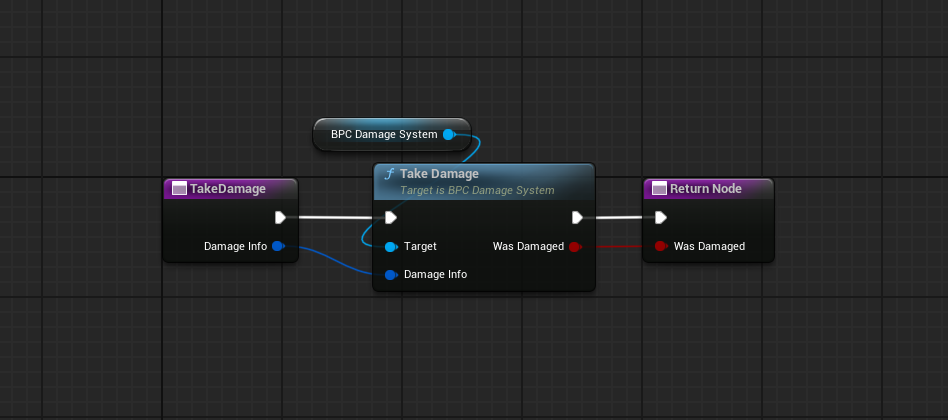 BPC Damage System
TakeDamage
Damage Info
Take Damage
Target is BPC Damage System
Target
Was Damaged
Damage Info
Return Node
Was Damaged